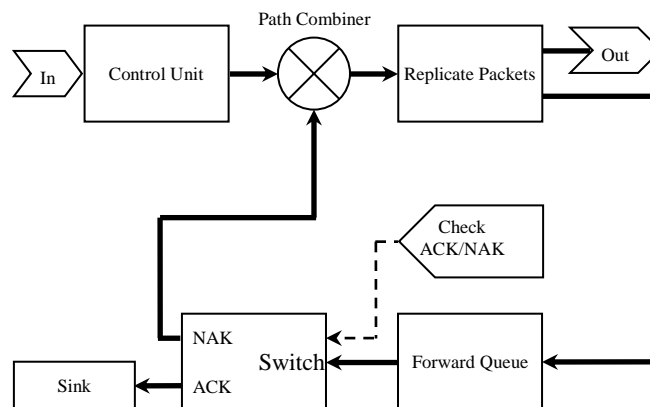 Path Combiner
In
Control Unit
Replicate Packets
Out
Check
ACK/NAK
NAK
Switch
Forward Queue
ACK
Sink